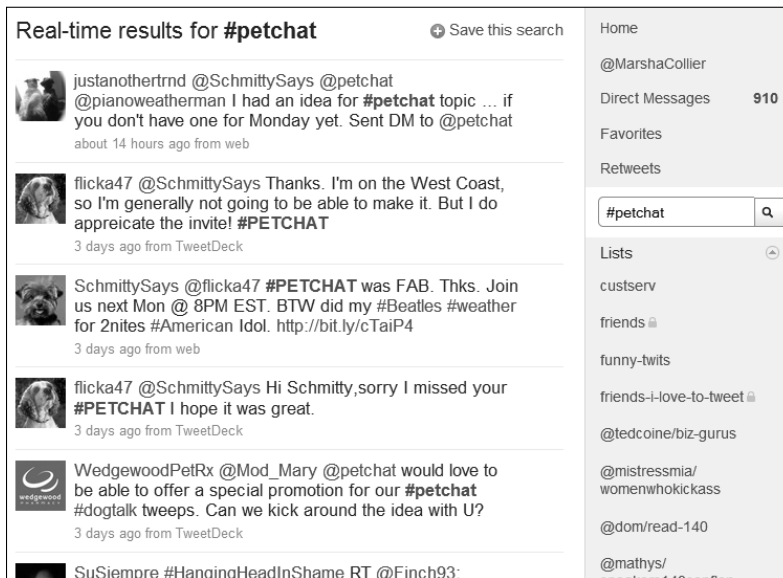 Real-time results for #petchat
Save this search
justanothertrnd @SchmittySays @petchat
@pianoweatherman I had an idea for #petchat topic ... if
you don't have one for Monday yet. Sent DM to @petchat
about 14 hours ago from web
flicka47 @SchmittySays Thanks. I'm on the West Coast,
so I'm generally not going to be able to make it. But I do
appreicate the invite! #PETCHAT
3 days ago from TweetDeck
SchmittySays @flicka47 #PETCHAT was FAB. Thks. Join
us next Mon @ 8PM EST. BTW did my #Beatles #weather
for 2nites #American Idol. http://bit.ly/cTaiP4
3 days ago from web
flicka47 @SchmittySays Hi Schmitty,sorry I missed your
#PETCHAT I hope it was great.
3 days ago from TweetDeck
wedgewood
WedgewoodPetRx @Mod_Mary @petchat would love to
be able to offer a special promotion for our #petchat
#dogtalk tweeps. Can we kick around the idea with U?
3 days ago from TweetDeck
SuSiempre #HangingHeadInShame RT @Finch93:
Home
@MarshaCollier
Direct Messages 910
Favorites
Retweets
#petchat
Lists
custserv
friends
funny-twits
friends-i-love-to-tweet
@tedcoine/biz-gurus
@mistressmia/
womenwhokickass
@dom/read-140
@mathys/